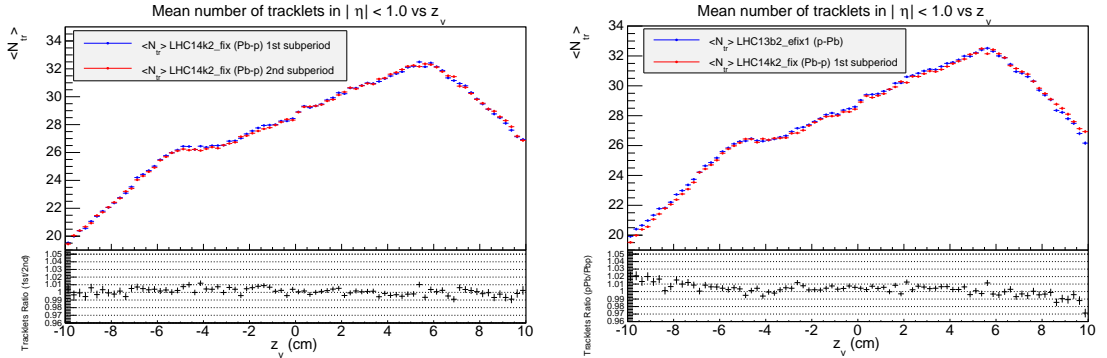 Mean number of tracklets in | η| < 1.0 vs z_v
<N_tr>
<N_tr> LHC14k2_fix (Pb-p) 1st subperiod
<N_tr> LHC14k2_fix (Pb-p) 2nd subperiod
34
32
30
28
26
24
22
20
Tracklets Ratio (1st/2nd)
1.05
1.04
1.03
1.02
1.01
1
0.99
0.98
0.97
0.96
-10 -8 -6 -4 -2 0 2 4 6 8 10
z_v (cm)
Mean number of tracklets in | η| < 1.0 vs z_v
<N_tr>
<N_tr> LHC13b2_efix1 (p-Pb)
<N_tr> LHC14k2_fix (Pb-p) 1st subperiod
34
32
30
28
26
24
22
20
Tracklets Ratio (pPb/Pbp)
1.05
1.04
1.03
1.02
1.01
1
0.99
0.98
0.97
0.96
-10 -8 -6 -4 -2 0 2 4 6 8 10
z_v (cm)